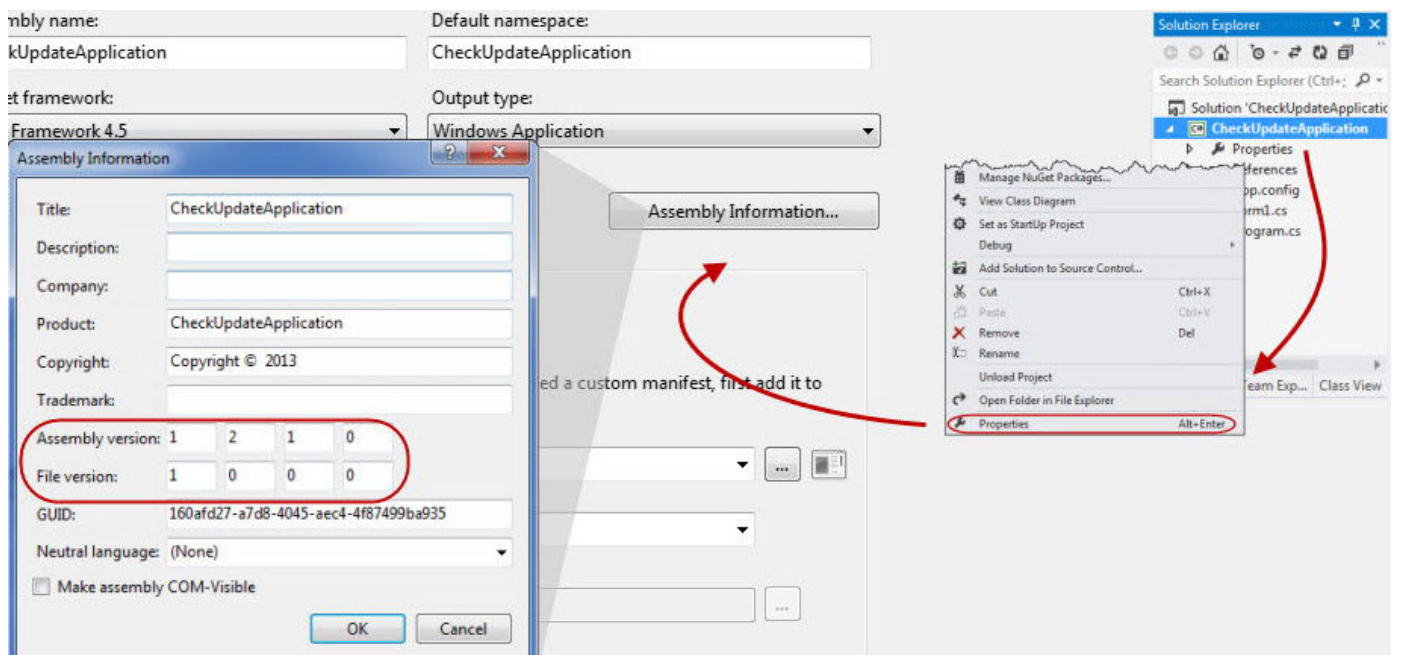 mbly name:
kUpdateApplication
et framework:
Framework 4.5
Default namespace:
CheckUpdateApplication
Output type:
Windows Application
Assembly Information...
ed a custom manifest, first add it to
...
...
Assembly Information
?
Title: CheckUpdateApplication
Description:
Company:
Product: CheckUpdateApplication
Copyright: Copyright © 2013
Trademark:
Assembly version: 1 2 1 0
File version: 1 0 0 0
GUID: 160afd27-a7d8-4045-aec4-4f87499ba935
Neutral language: (None)
Make assembly COM-Visible
OK Cancel
Manage NuGet Packages...
View Class Diagram
Set as StartUp Project
Debug
Add Solution to Source Control...
Cut Ctrl+X
Paste Ctrl+V
Remove Del
Rename
Unload Project
Open Folder in File Explorer
Properties Alt+Enter
Solution Explorer
Search Solution Explorer (Ctrl+;
Solution 'CheckUpdateApplicatic
C# CheckUpdateApplication
Properties
ferences
pp.config
orm1.cs
ogram.cs
eam Exp... Class View